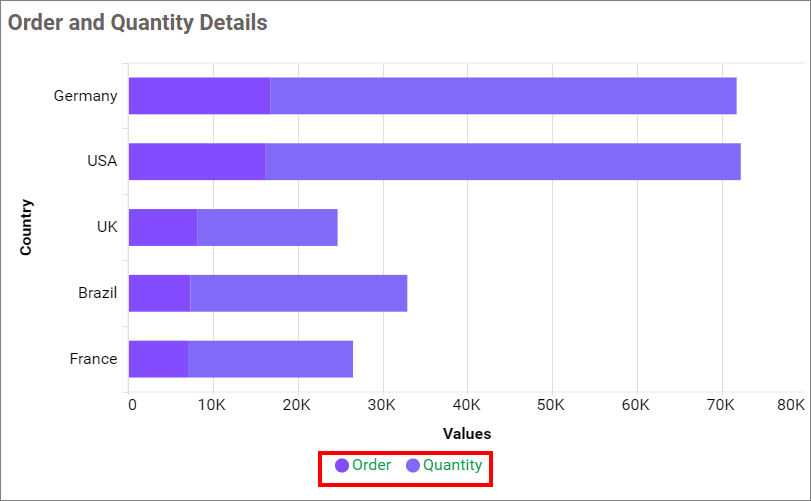 Order and Quantity Details
Germany
USA
UK
Brazil
France
Country
0 10K 20K 30K 40K 50K 60K 70K 80K
Values
Order Quantity